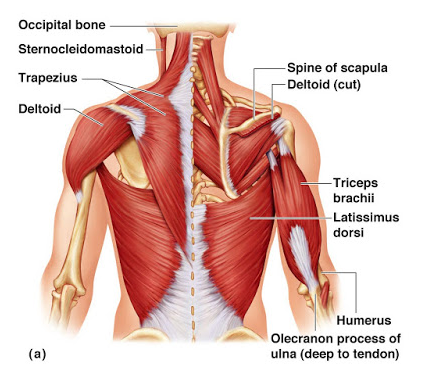 Occipital bone
Sternocleidomastoid
Trapezius
Deltoid
Spine of scapula
Deltoid (cut)
Triceps
brachii
Latissimus
dorsi
Humerus
Olecranon process of
ulna (deep to tendon)
(a)